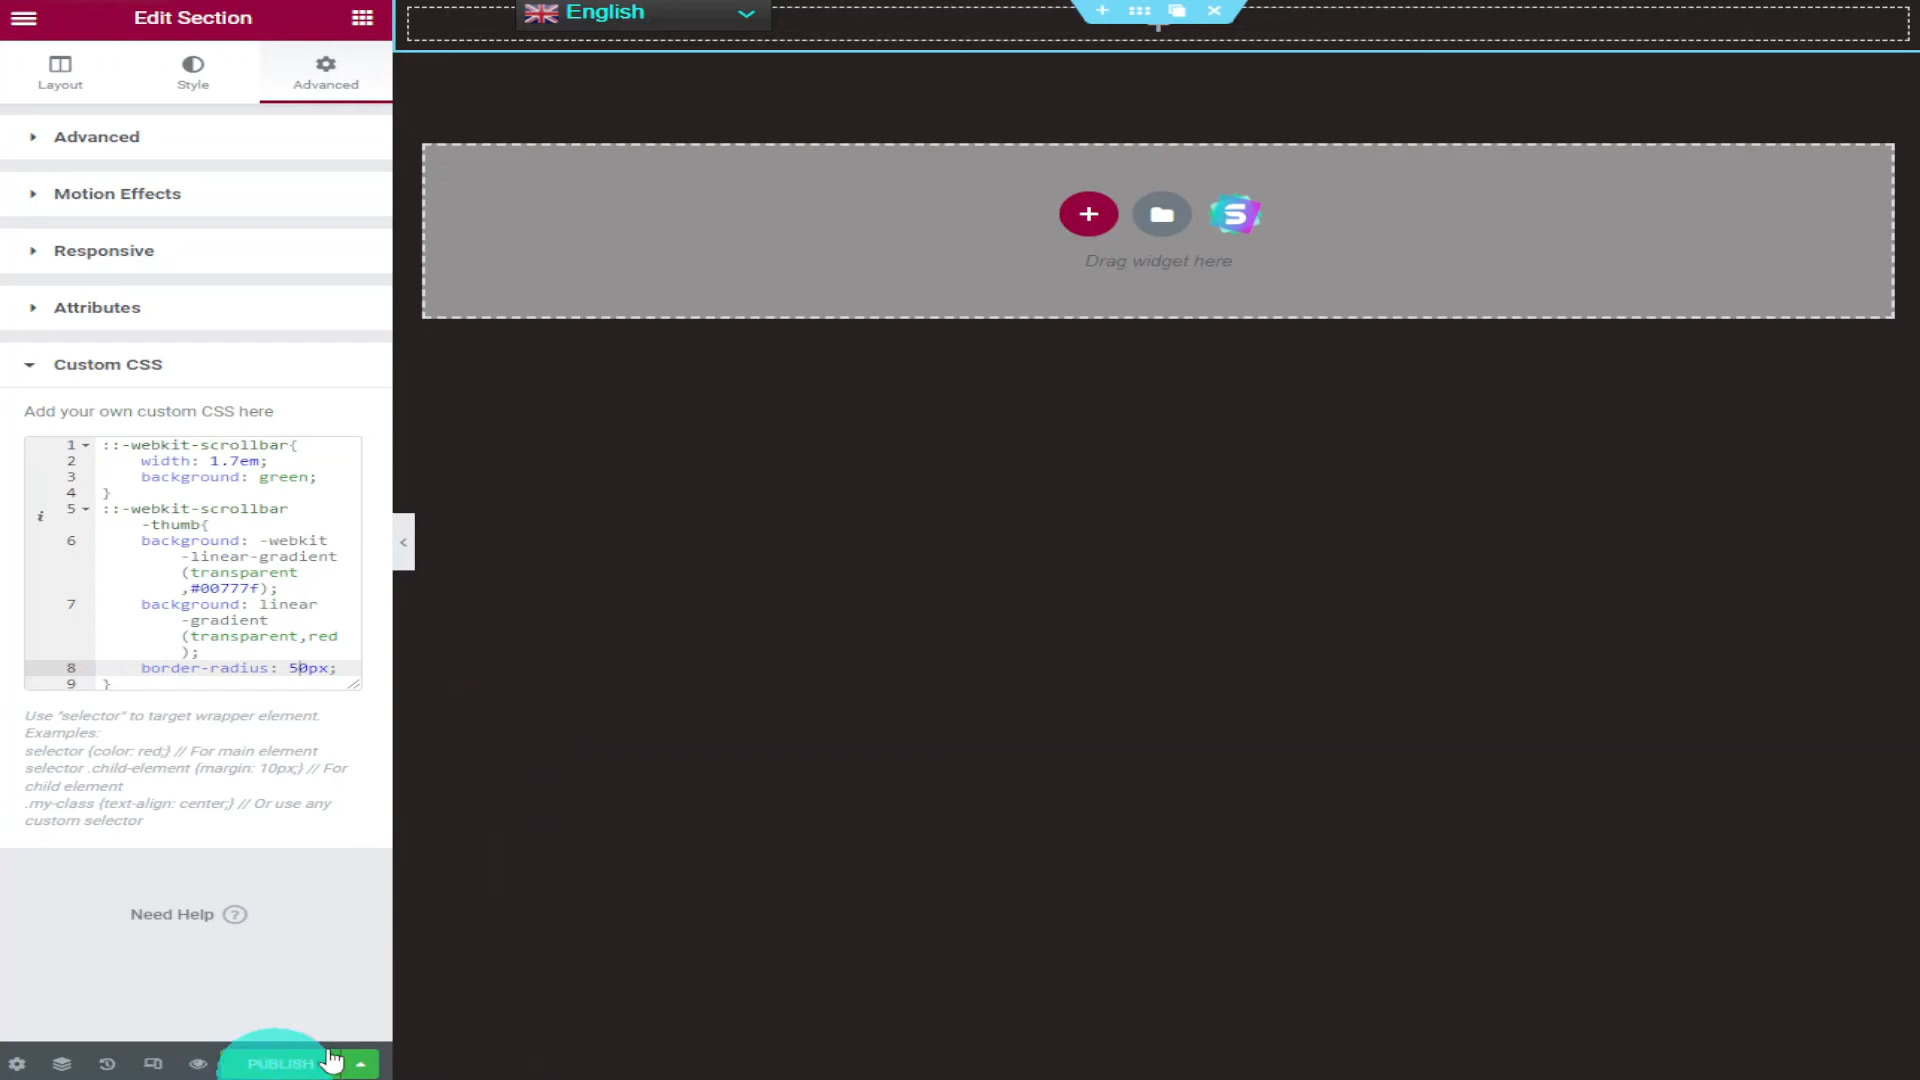 Edit Section
English
Layout
Style
Advanced
Advanced
Motion Effects
Responsive
Attributes
Custom CSS
Add your own custom CSS here
1 ::-webkit-scrollbar{
2 width: 1.7em;
3 background: green;
4 }
5 ::-webkit-scrollbar
-thumb{
6 background: -webkit
-linear-gradient
(transparent
,#00777f);
7 background: linear
-gradient
(transparent,red
);
8 border-radius: 50px;
9 }
Use "selector" to target wrapper element.
Examples:
selector {color: red;} // For main element
selector .child-element {margin: 10px;} // For
child element
.my-class {text-align: center;} // Or use any
custom selector
Need Help ?
PUBLISH
S
Drag widget here